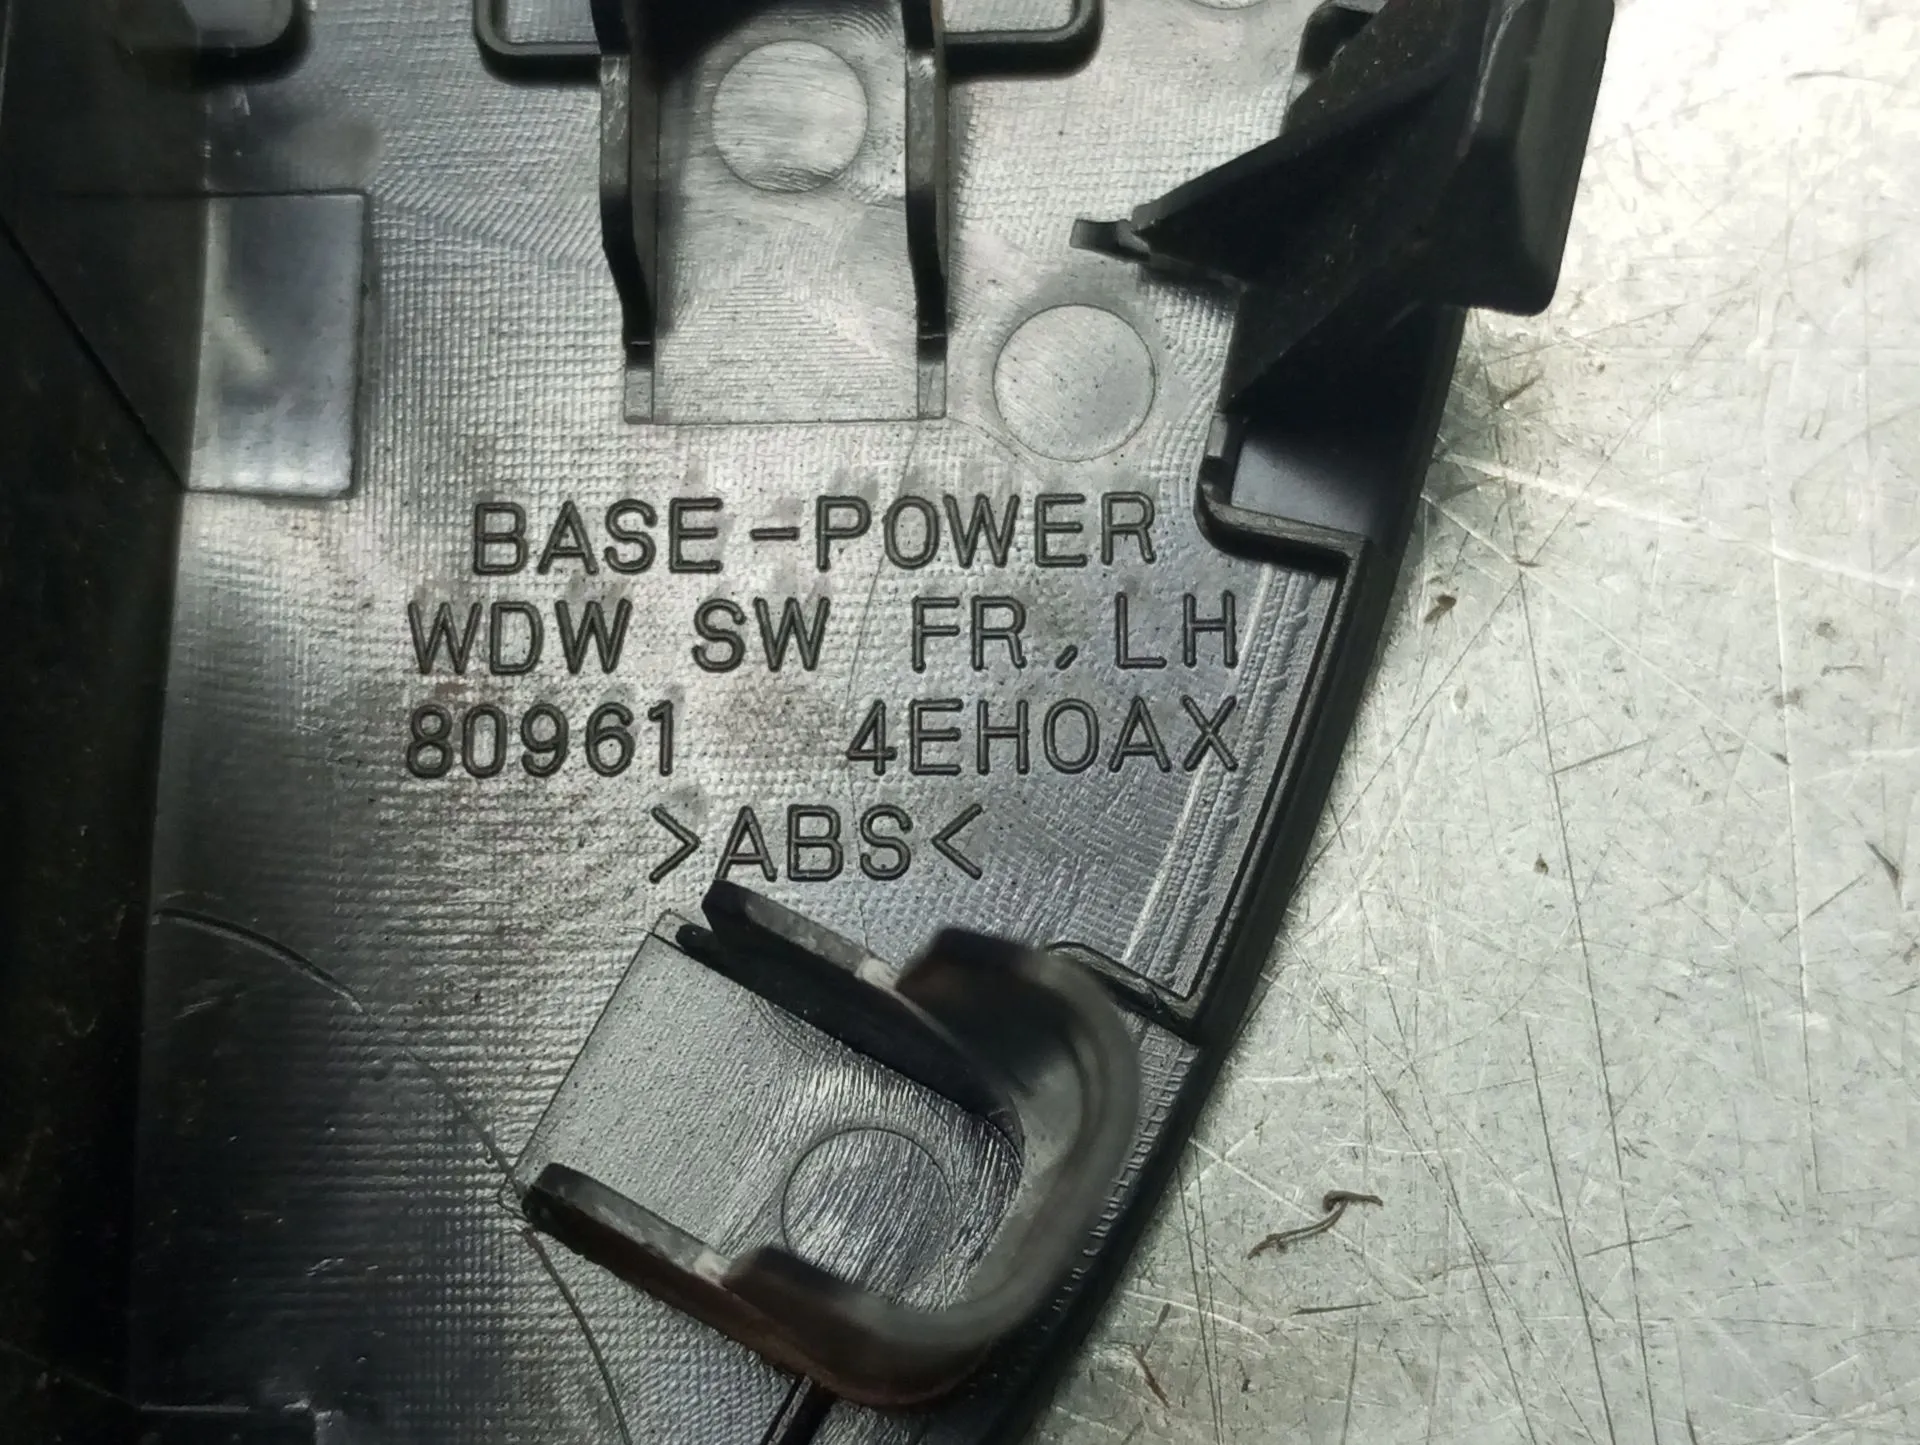 BASE-POWER
WDW SW FR, LH
80961 4EH0AX
>ABS<